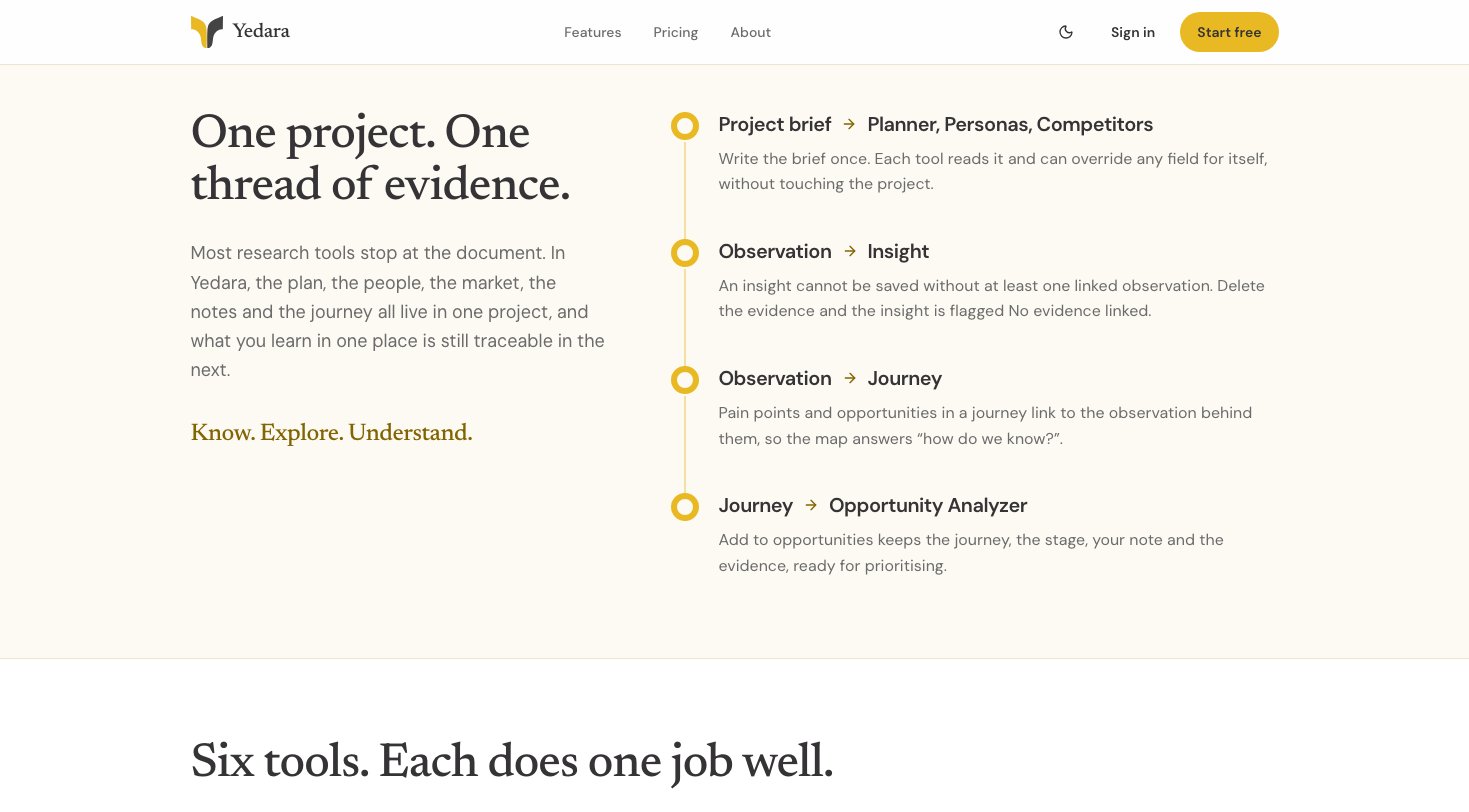 Yedara
Features
Pricing
About
Sign in
Start free
One project. One
thread of evidence.
Most research tools stop at the document. In
Yedara, the plan, the people, the market, the
notes and the journey all live in one project, and
what you learn in one place is still traceable in the
next.
Know. Explore. Understand.
Project brief → Planner, Personas, Competitors
Write the brief once. Each tool reads it and can override any field for itself,
without touching the project.
Observation → Insight
An insight cannot be saved without at least one linked observation. Delete
the evidence and the insight is flagged No evidence linked.
Observation → Journey
Pain points and opportunities in a journey link to the observation behind
them, so the map answers “how do we know?”.
Journey → Opportunity Analyzer
Add to opportunities keeps the journey, the stage, your note and the
evidence, ready for prioritising.
Six tools. Each does one job well.